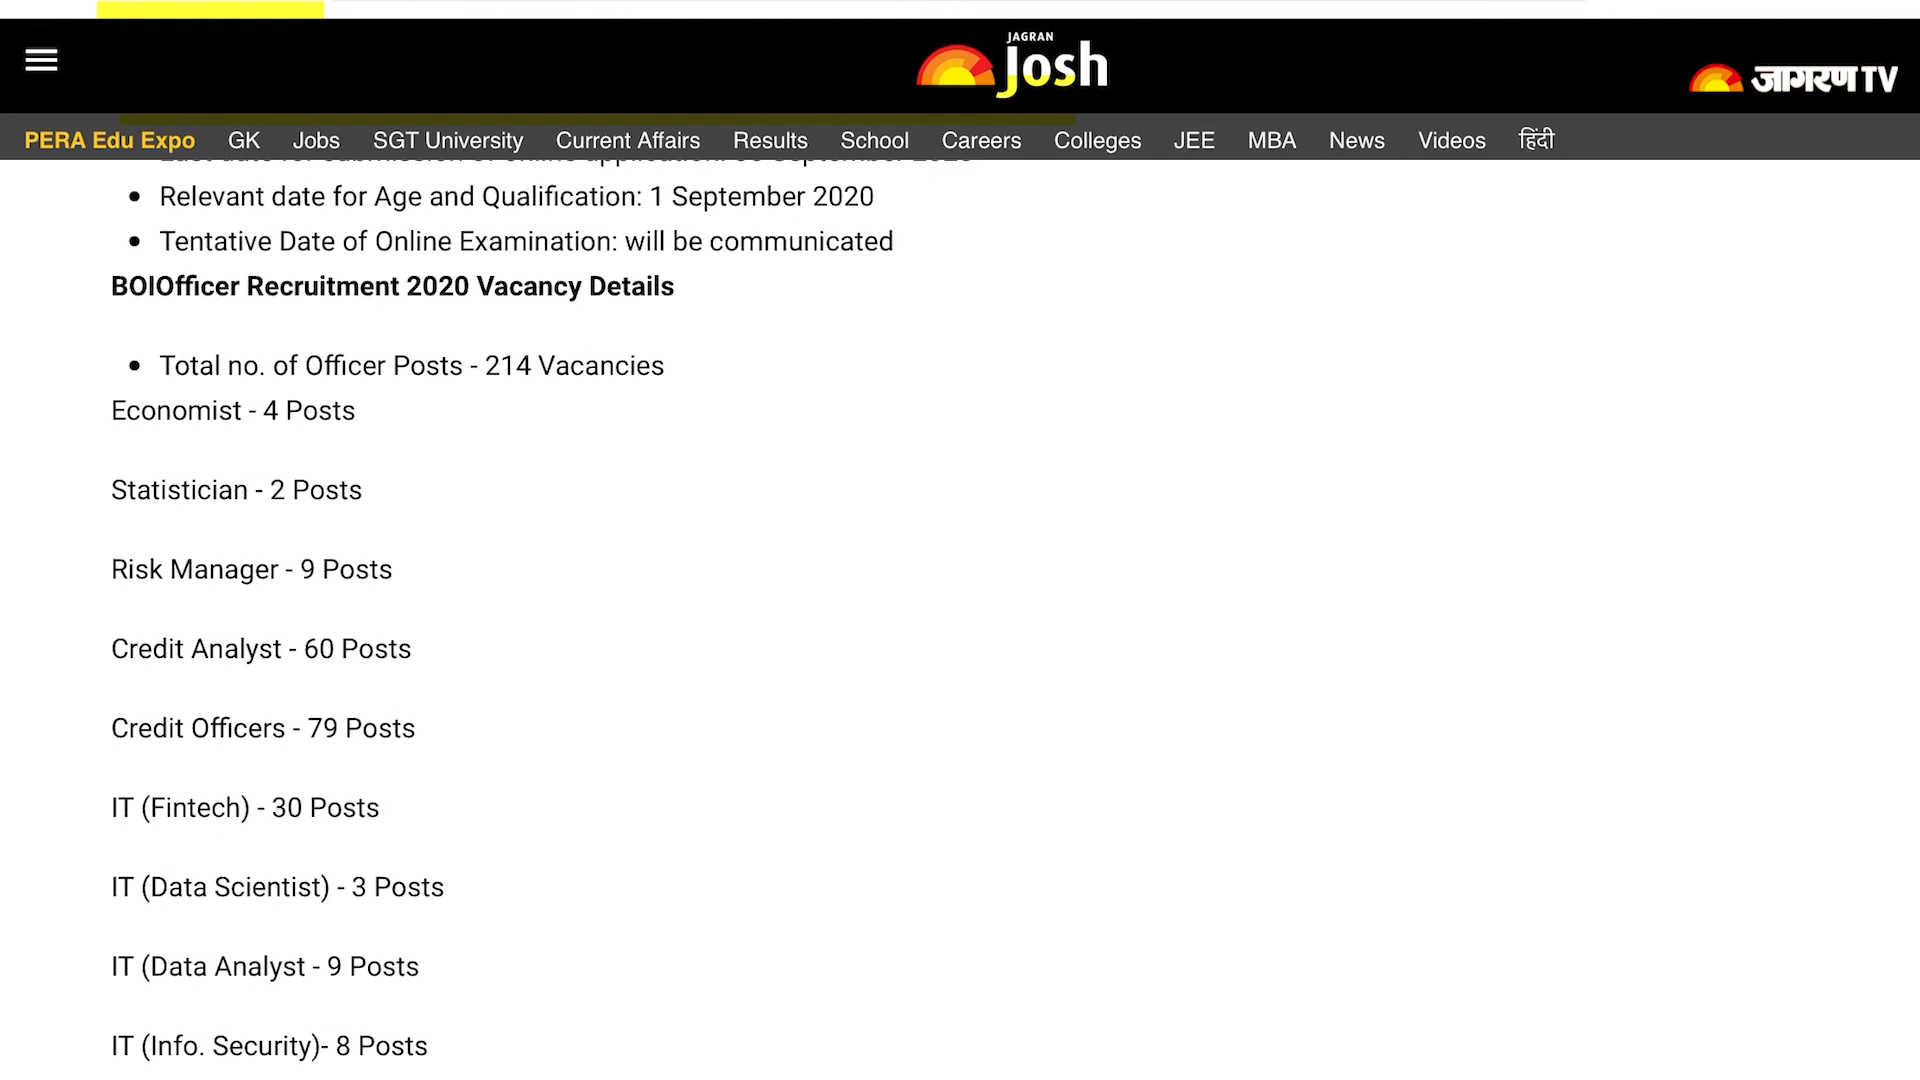 JAGRAN
Josh
जागरण TV
PERA Edu Expo GK Jobs SGT University Current Affairs Results School Careers Colleges JEE MBA News Videos हिंदी
Relevant date for Age and Qualification: 1 September 2020
Tentative Date of Online Examination: will be communicated
BOIOfficer Recruitment 2020 Vacancy Details
Total no. of Officer Posts - 214 Vacancies
Economist - 4 Posts
Statistician - 2 Posts
Risk Manager - 9 Posts
Credit Analyst - 60 Posts
Credit Officers - 79 Posts
IT (Fintech) - 30 Posts
IT (Data Scientist) - 3 Posts
IT (Data Analyst - 9 Posts
IT (Info. Security)- 8 Posts